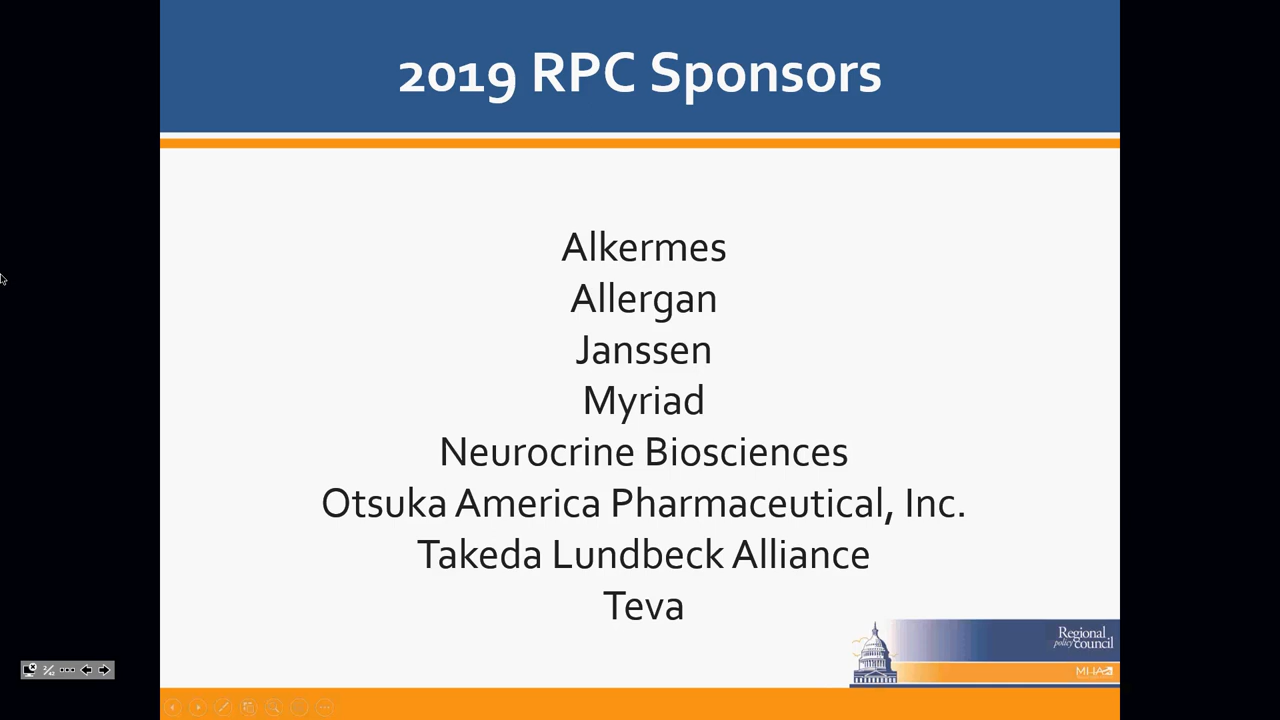 2019 RPC Sponsors
Alkermes
Allergan
Janssen
Myriad
Neurocrine Biosciences
Otsuka America Pharmaceutical, Inc.
Takeda Lundbeck Alliance
Teva
Regional
policy council
MHA